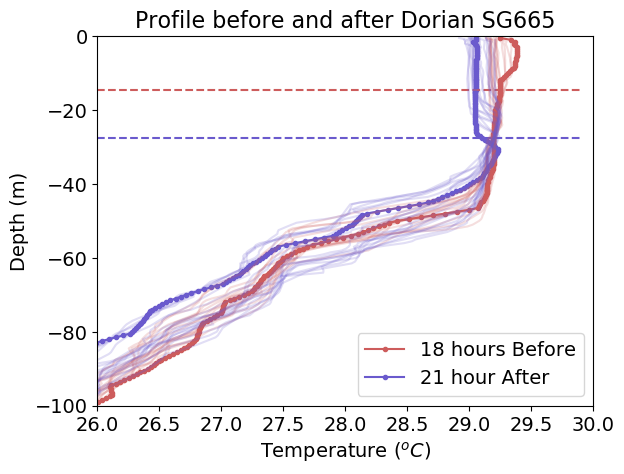 Profile before and after Dorian SG665
0
−20
−40
−60
−80
−100
Depth (m)
18 hours Before
21 hour After
26.0 26.5 27.0 27.5 28.0 28.5 29.0 29.5 30.0
Temperature (°C)